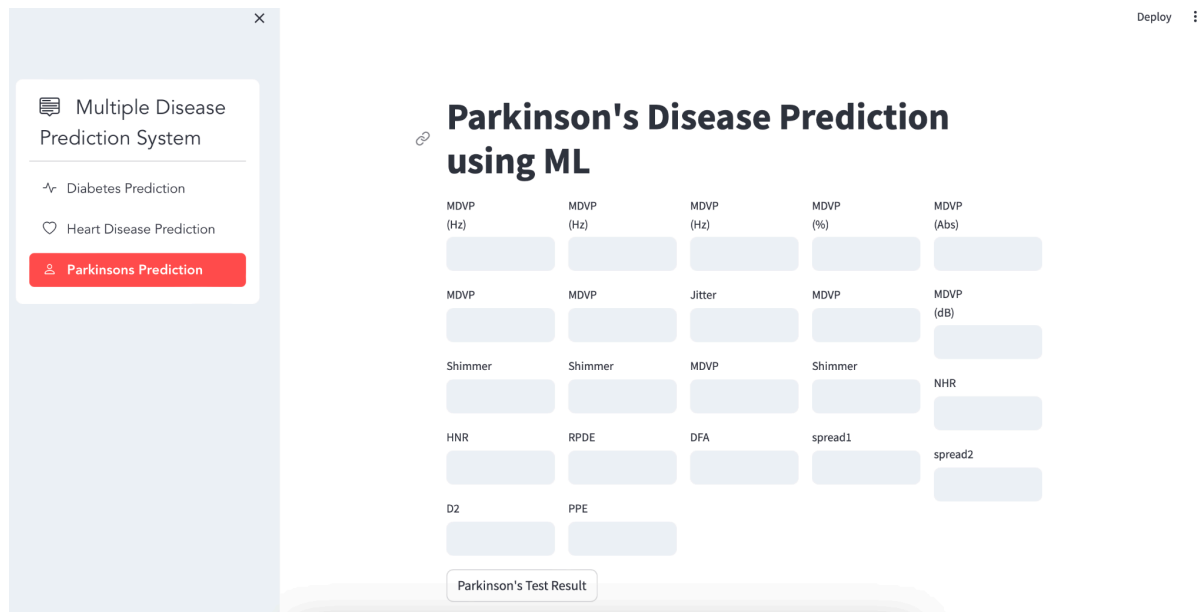 Deploy
Multiple Disease
Prediction System
Diabetes Prediction
Heart Disease Prediction
Parkinsons Prediction
Parkinson's Disease Prediction
using ML
MDVP
(Hz)
MDVP
(Hz)
MDVP
(Hz)
MDVP
(%)
MDVP
(Abs)
MDVP
MDVP
Jitter
MDVP
MDVP
(dB)
Shimmer
Shimmer
MDVP
Shimmer
NHR
HNR
RPDE
DFA
spread1
spread2
D2
PPE
Parkinson's Test Result